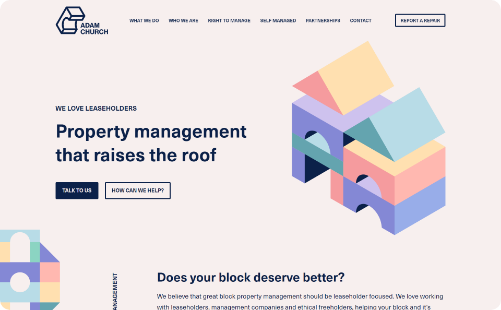 ADAM
CHURCH
WHAT WE DO WHO WE ARE RIGHT TO MANAGE SELF MANAGED PARTNERSHIPS CONTACT REPORT A REPAIR
WE LOVE LEASEHOLDERS
Property management
that raises the roof
TALK TO US HOW CAN WE HELP?
Does your block deserve better?
We believe that great block property management should be leaseholder focused. We love working
with leaseholders, management companies and ethical freeholders, helping your block and it's